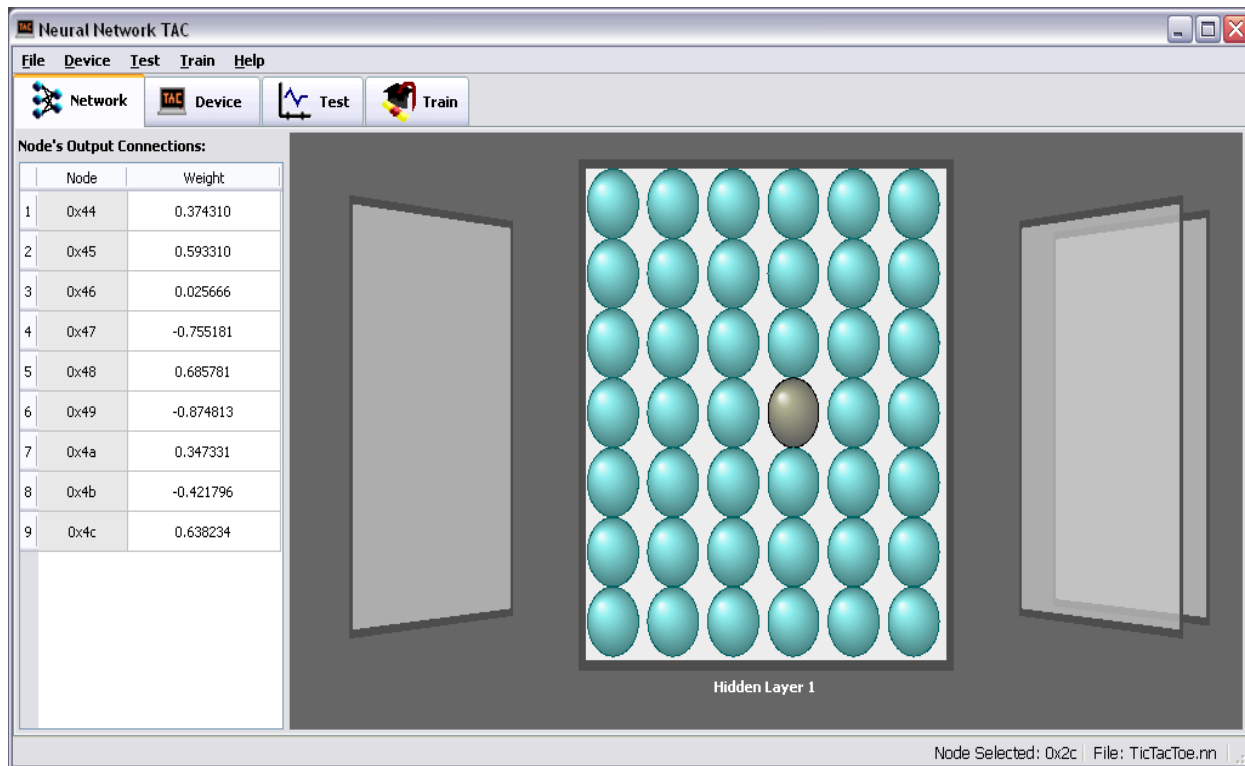 Neural Network TAC
File Device Test Train Help
Network TAC Device Test Train
Node's Output Connections:
Node Weight
1 0x44 0.374310
2 0x45 0.593310
3 0x46 0.025666
4 0x47 -0.755181
5 0x48 0.685781
6 0x49 -0.874813
7 0x4a 0.347331
8 0x4b -0.421796
9 0x4c 0.638234
Hidden Layer 1
Node Selected: 0x2c File: TicTacToe.nn